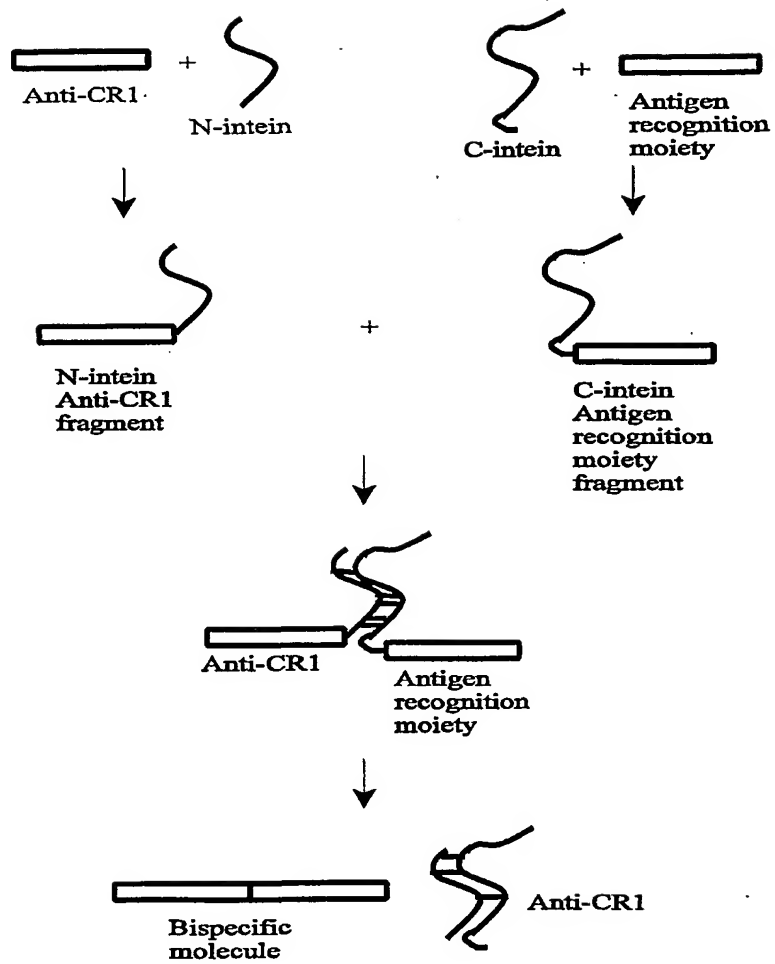 Anti-CR1
+
N-intein
C-intein
+
Antigen
recognition
moiety
N-intein
Anti-CR1
fragment
+
C-intein
Antigen
recognition
moiety
fragment
Anti-CR1
Antigen
recognition
moiety
Bispecific
molecule
Anti-CR1